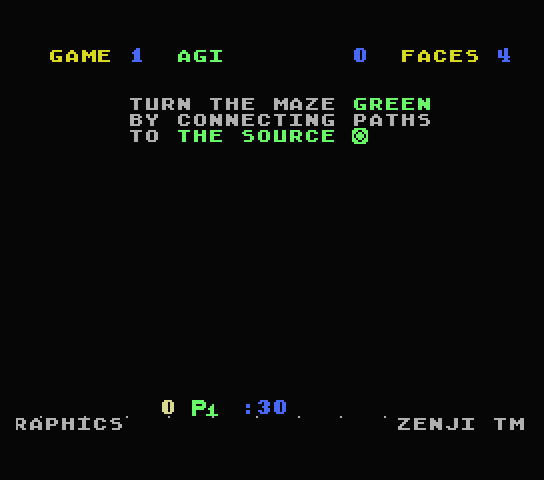 GAME 1 AGI 0 FACES 4
TURN THE MAZE GREEN
BY CONNECTING PATHS
TO THE SOURCE
0 P1 :30
RAPHICS ZENJI TM